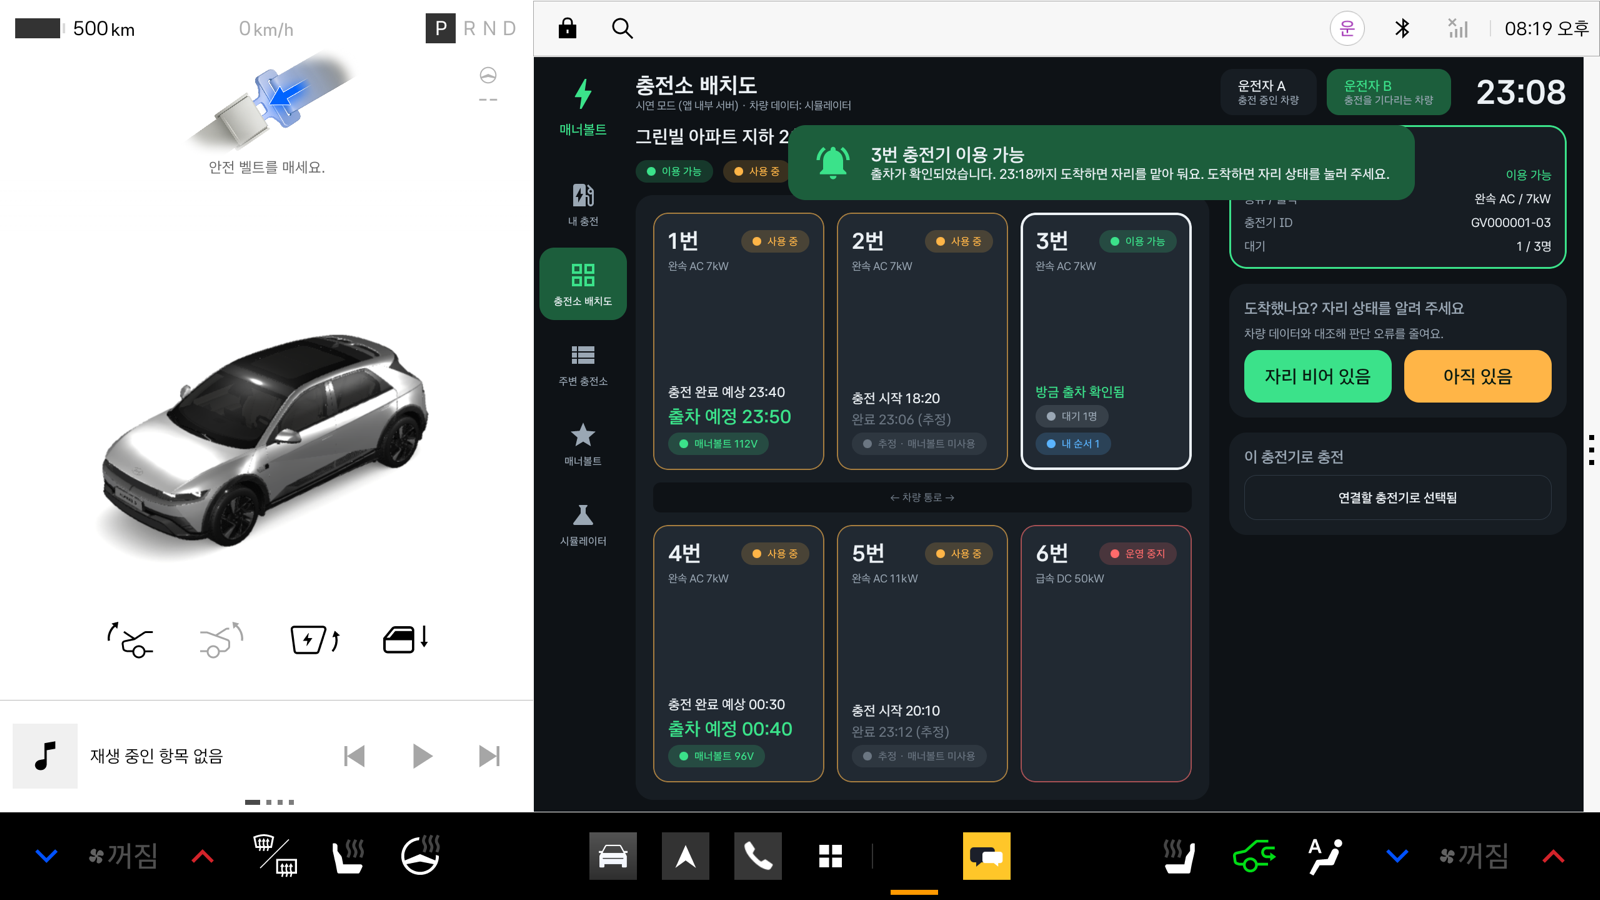 500 km
0 km/h
P R N D
안전 벨트를 매세요.
--
재생 중인 항목 없음
운
08:19 오후
매너볼트
내 충전
충전소 배치도
주변 충전소
매너볼트
시뮬레이터
충전소 배치도
시연 모드 (앱 내부 서버) · 차량 데이터: 시뮬레이터
운전자 A
충전 중인 차량
운전자 B
충전을 기다리는 차량
23:08
그린빌 아파트 지하 2
이용 가능
사용 중
3번 충전기 이용 가능
출차가 확인되었습니다. 23:18까지 도착하면 자리를 맡아 둬요. 도착하면 자리 상태를 눌러 주세요.
1번
사용 중
완속 AC 7kW
충전 완료 예상 23:40
출차 예정 23:50
매너볼트 112V
2번
사용 중
완속 AC 7kW
충전 시작 18:20
완료 23:06 (추정)
추정 · 매너볼트 미사용
3번
이용 가능
완속 AC 7kW
방금 출차 확인됨
대기 1명
내 순서 1
← 차량 통로 →
4번
사용 중
완속 AC 7kW
충전 완료 예상 00:30
출차 예정 00:40
매너볼트 96V
5번
사용 중
완속 AC 11kW
충전 시작 20:10
완료 23:12 (추정)
추정 · 매너볼트 미사용
6번
운영 중지
급속 DC 50kW
이용 가능
완속 AC / 7kW
충전기 ID
GV000001-03
대기
1 / 3명
도착했나요? 자리 상태를 알려 주세요
차량 데이터와 대조해 판단 오류를 줄여요.
자리 비어 있음
아직 있음
이 충전기로 충전
연결할 충전기로 선택됨
꺼짐
A
꺼짐